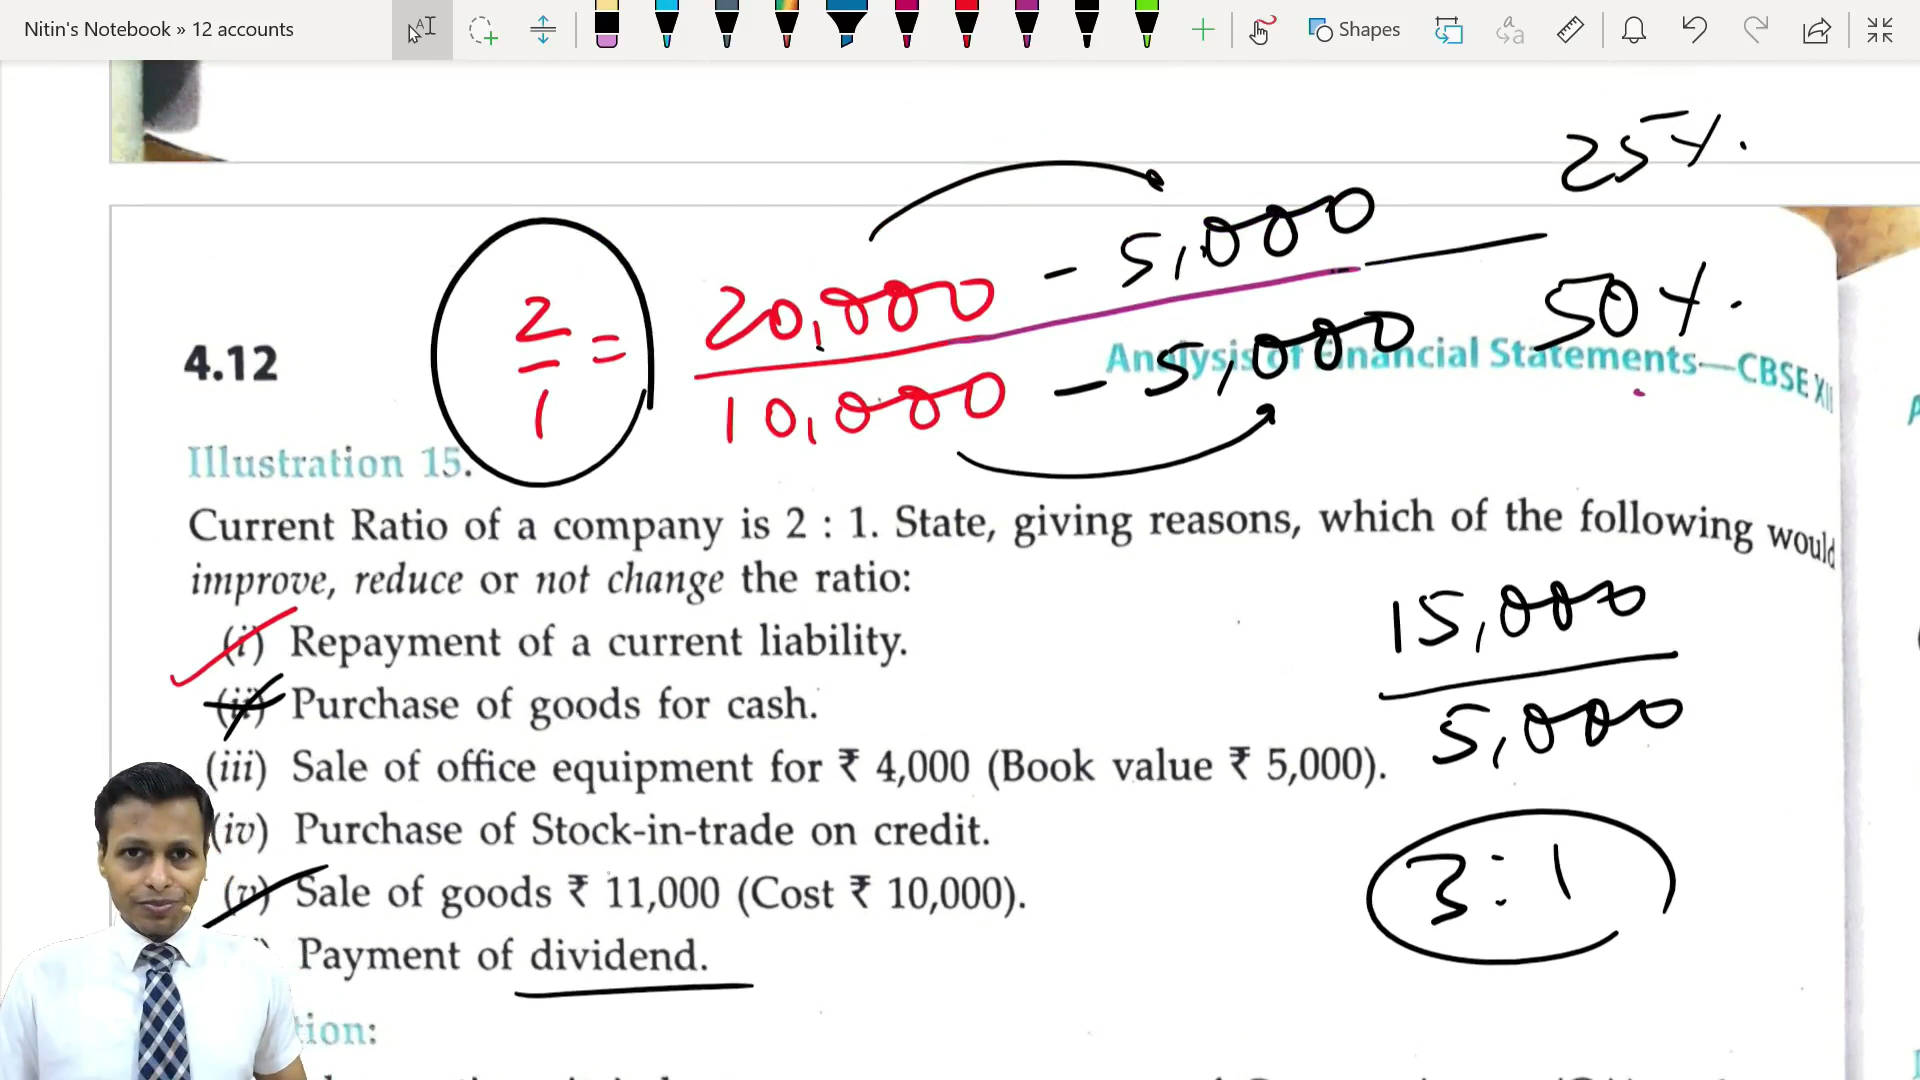 Nitin's Notebook » 12 accounts
Shapes
25%.
2/1 = 20,000 - 5,000
10,000 - 5,000
50%.
4.12
Analysis of Financial Statements—CBSE XII
Illustration 15.
Current Ratio of a company is 2 : 1. State, giving reasons, which of the following would
improve, reduce or not change the ratio:
(i) Repayment of a current liability.
(ii) Purchase of goods for cash.
(iii) Sale of office equipment for ₹ 4,000 (Book value ₹ 5,000).
(iv) Purchase of Stock-in-trade on credit.
(v) Sale of goods ₹ 11,000 (Cost ₹ 10,000).
Payment of dividend.
15,000
5,000
3:1